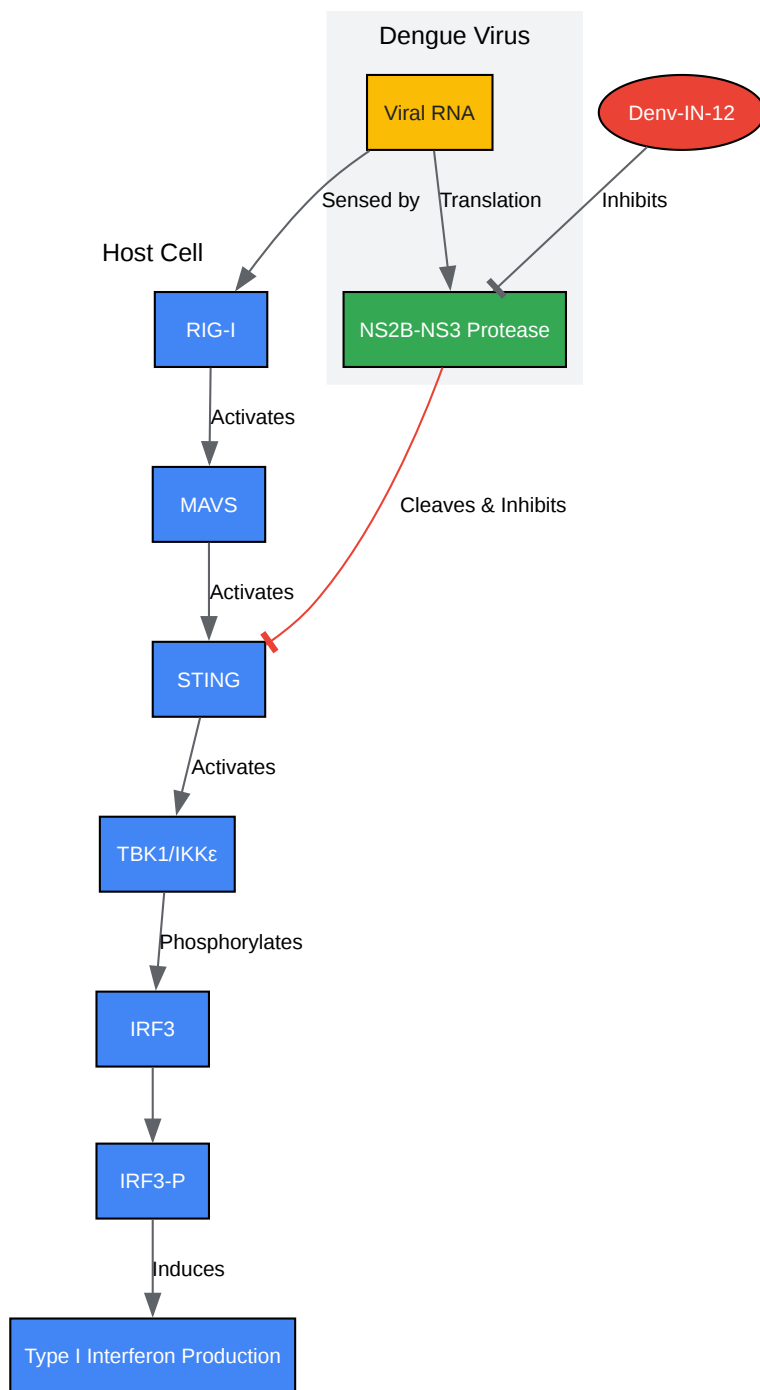 Dengue Virus
Viral RNA
Denv-IN-12
Sensed by
Translation
Inhibits
Host Cell
RIG-I
NS2B-NS3 Protease
Activates
MAVS
Cleaves & Inhibits
Activates
STING
Activates
TBK1/IKKε
Phosphorylates
IRF3
IRF3-P
Induces
Type I Interferon Production